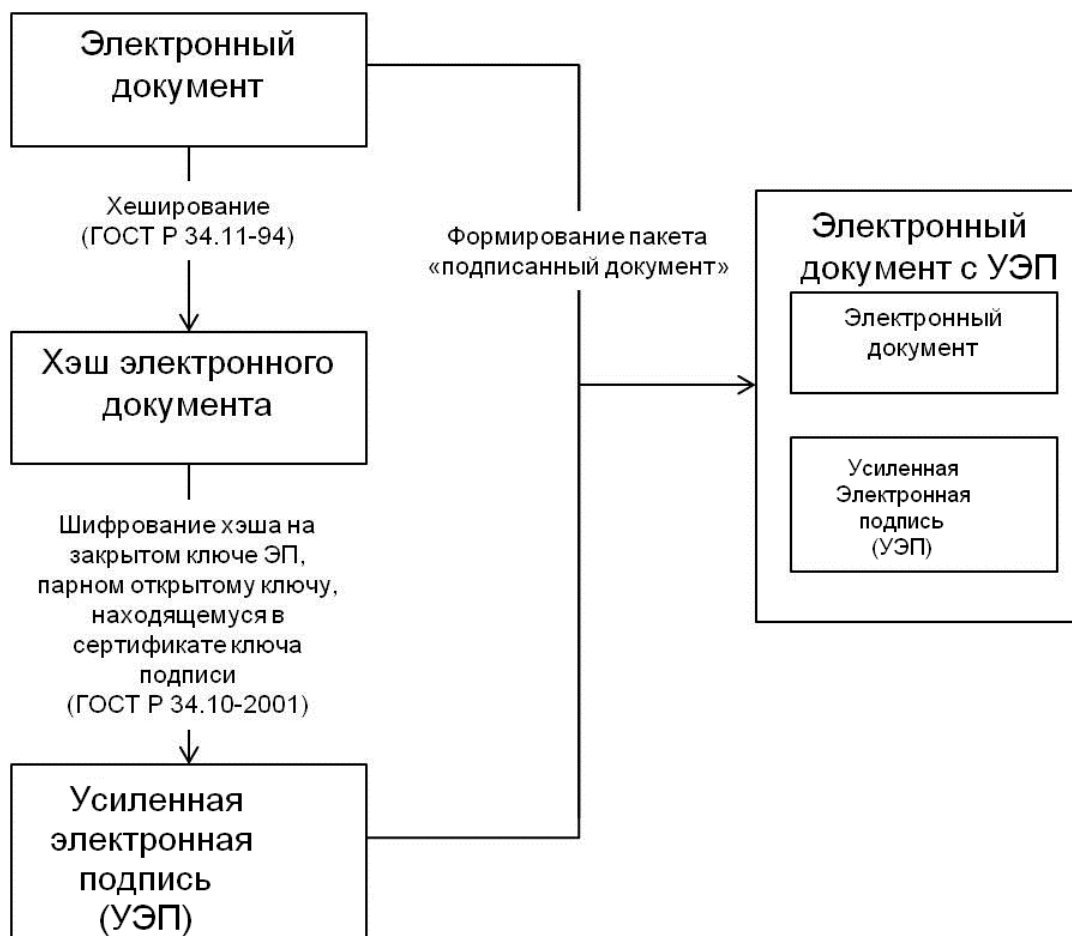 Электронный
документ
Хеширование
(ГОСТ Р 34.11-94)
Хэш электронного
документа
Шифрование хэша на
закрытом ключе ЭП,
парном открытому ключу,
находящемуся в
сертификате ключа
подписи
(ГОСТ Р 34.10-2001)
Усиленная
электронная
подпись
(УЭП)
Формирование пакета
«подписанный документ»
Электронный
документ с УЭП
Электронный
документ
Усиленная
Электронная
подпись
(УЭП)